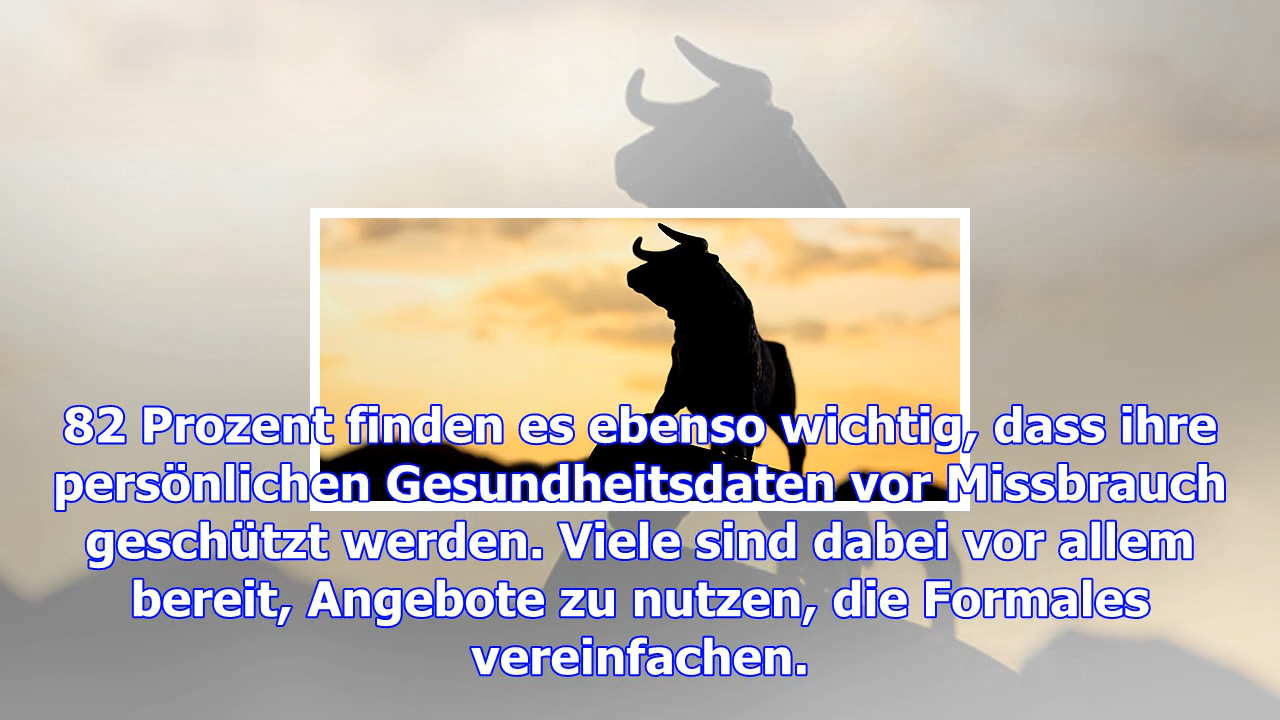 82 Prozent finden es ebenso wichtig, dass ihre
persönlichen Gesundheitsdaten vor Missbrauch
geschützt werden. Viele sind dabei vor allem
bereit, Angebote zu nutzen, die Formales
vereinfachen.